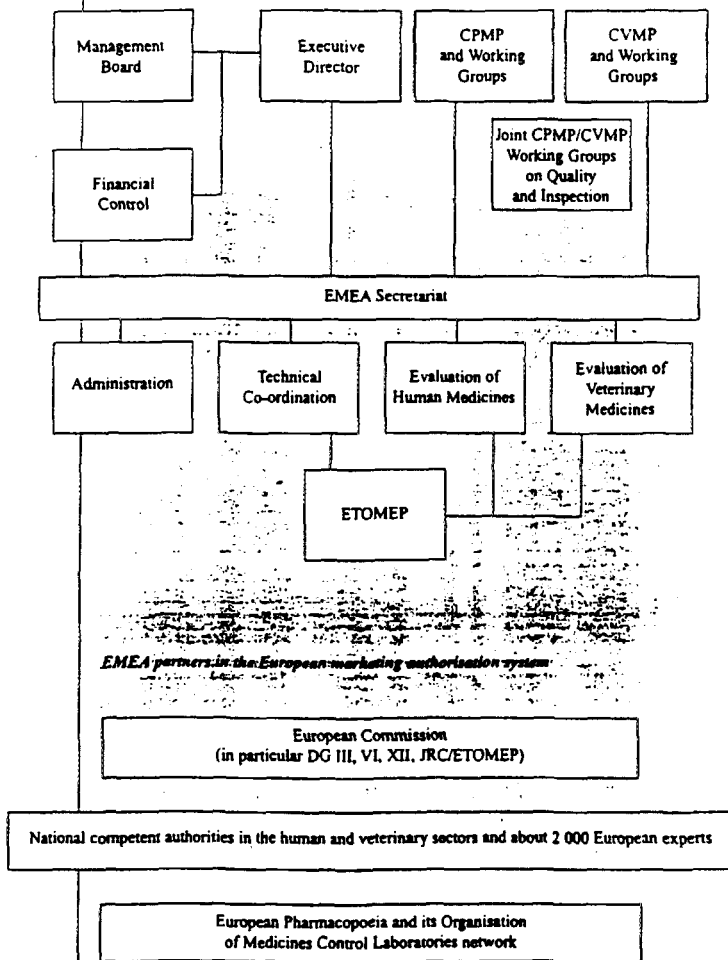 Management
Board
Executive
Director
CPMP
and Working
Groups
CVMP
and Working
Groups
Joint CPMP/CVMP
Working Groups
on Quality
and Inspection
Financial
Control
EMEA Secretariat
Administration
Technical
Co-ordination
Evaluation of
Human Medicines
Evaluation of
Veterinary
Medicines
ETOMEP
EMEA partners in the European marketing authorisation system
European Commission
(in particular DG III, VI, XII, JRC/ETOMEP)
National competent authorities in the human and veterinary sectors and about 2 000 European experts
European Pharmacopoeia and its Organisation
of Medicines Control Laboratories network